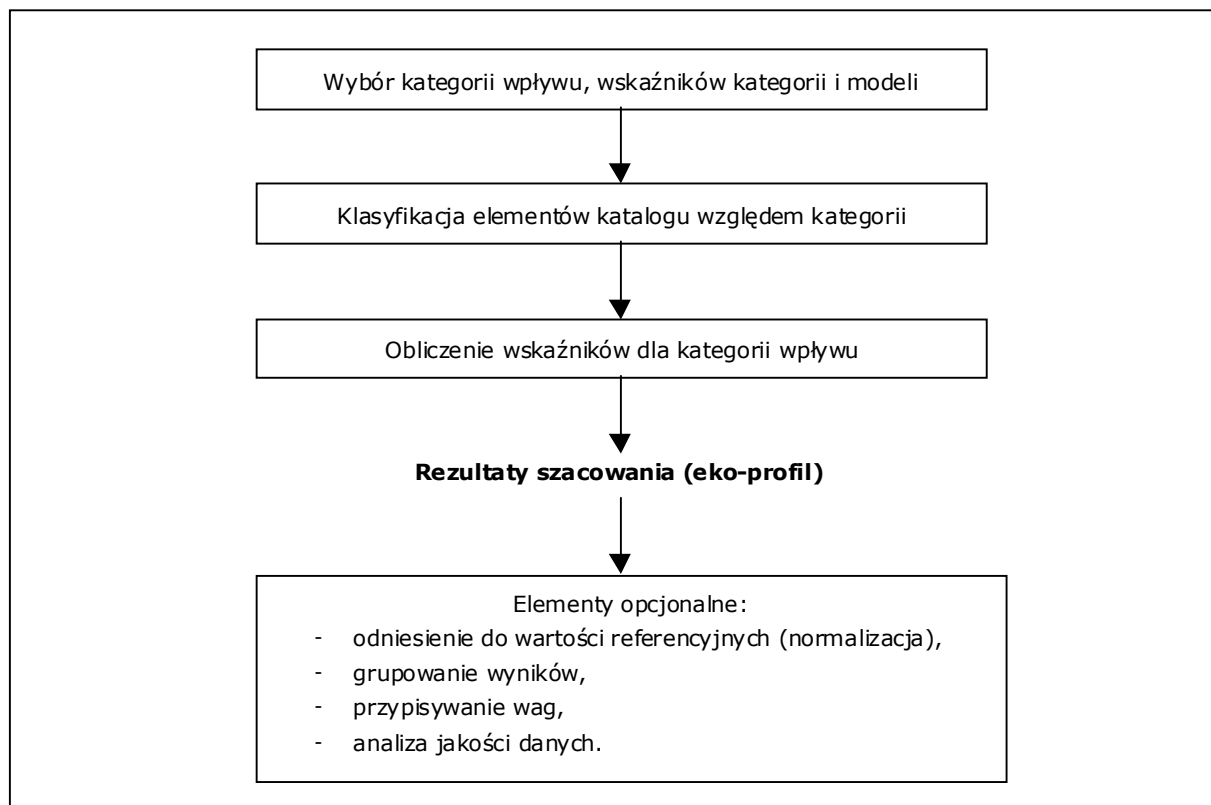 Wybór kategorii wpływu, wskaźników kategorii i modeli
Klasyfikacja elementów katalogu względem kategorii
Obliczenie wskaźników dla kategorii wpływu
Rezultaty szacowania (eko-profil)
Elementy opcjonalne:
- odniesienie do wartości referencyjnych (normalizacja),
- grupowanie wyników,
- przypisywanie wag,
- analiza jakości danych.